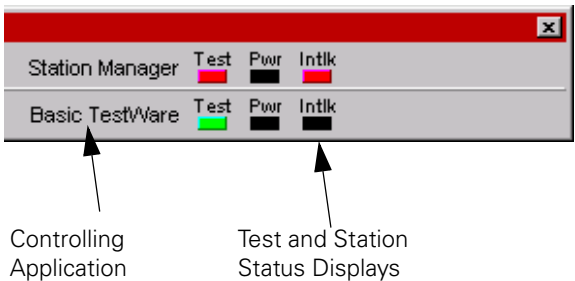 Station Manager Test Pwr Intlk
Basic TestWare Test Pwr Intlk
Controlling
Application
Test and Station
Status Displays